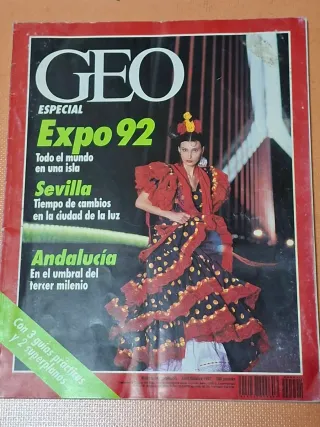 GEO
ESPECIAL
Expo 92
Todo el mundo
en una isla
Sevilla
Tiempo de cambios
en la ciudad de la luz
Andalucía
En el umbral del
tercer milenio
Con 3 guías prácticas
y 2 superplanos